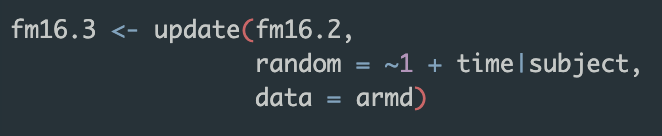 fm16.3 <- update(fm16.2,
random = ~1 + time|subject,
data = armd)